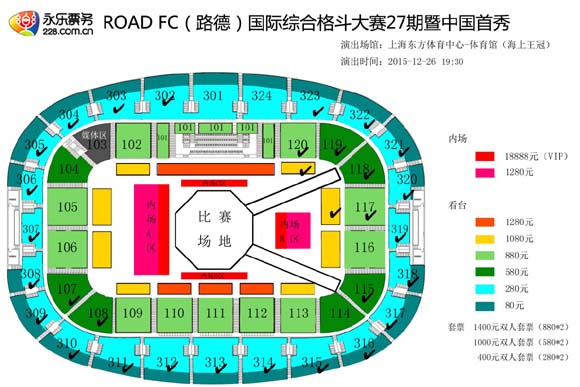 永乐票务
228.com.cn
ROAD FC（路德）国际综合格斗大赛27期暨中国首秀
演出场馆：上海东方体育中心-体育馆（海上王冠）
演出时间：2015-12-26 19:30
303 302 301 324 323
304 322
305 媒体区 321
103 102 101 101 101 101 101 120 119
306 104 118 320
内场C区
105 117
307 内场A区 比赛场地 319
106 116
308 318
107 115
309 108 109 110 111 112 113 114 317
310 316
311 312 313 314 315
内场
18888元（VIP）
1280元
看台
1280元
1080元
880元
580元
280元
80元
套票 1400元双人套票（880*2）
1000元双人套票（580*2）
400元双人套票（280*2）